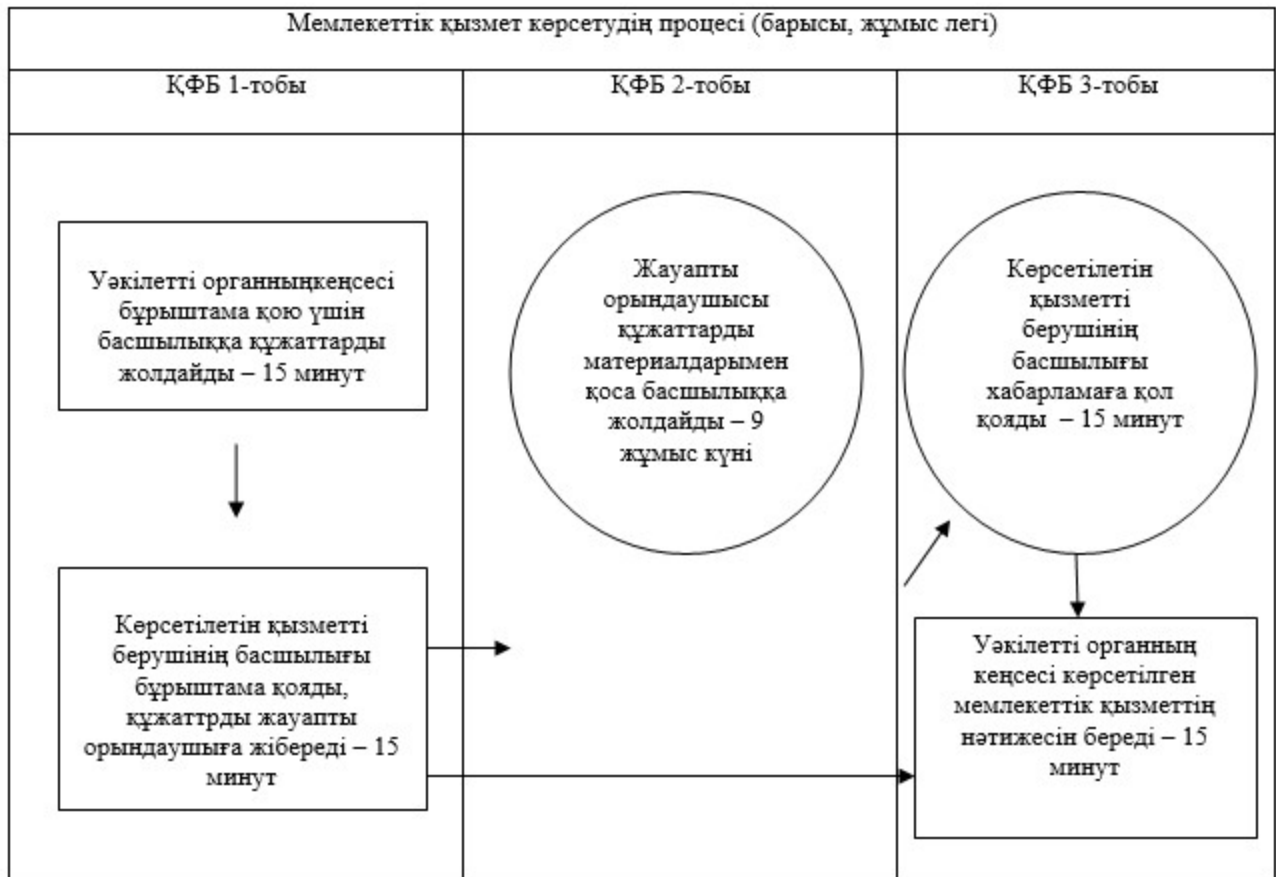 Мемлекеттік қызмет көрсетудің процесі (барысы, жұмыс легі)
ҚФБ 1-тобы
ҚФБ 2-тобы
ҚФБ 3-тобы
Уәкілетті органныңкеңсесі
бұрыштама қою үшін
басшылыққа құжаттарды
жолдайды – 15 минут
Көрсетілетін қызметті
берушінің басшылығы
бұрыштама қояды,
құжаттрды жауапты
орындаушыға жібереді – 15
минут
Жауапты
орындаушысы
құжаттарды
материалдарымен
қоса басшылыққа
жолдайды – 9
жұмыс күні
Көрсетілетін
қызметті
берушінің
басшылығы
хабарламаға қол
қояды – 15 минут
Уәкілетті органның
кеңсесі көрсетілген
мемлекеттік қызметтің
нәтижесін береді – 15
минут